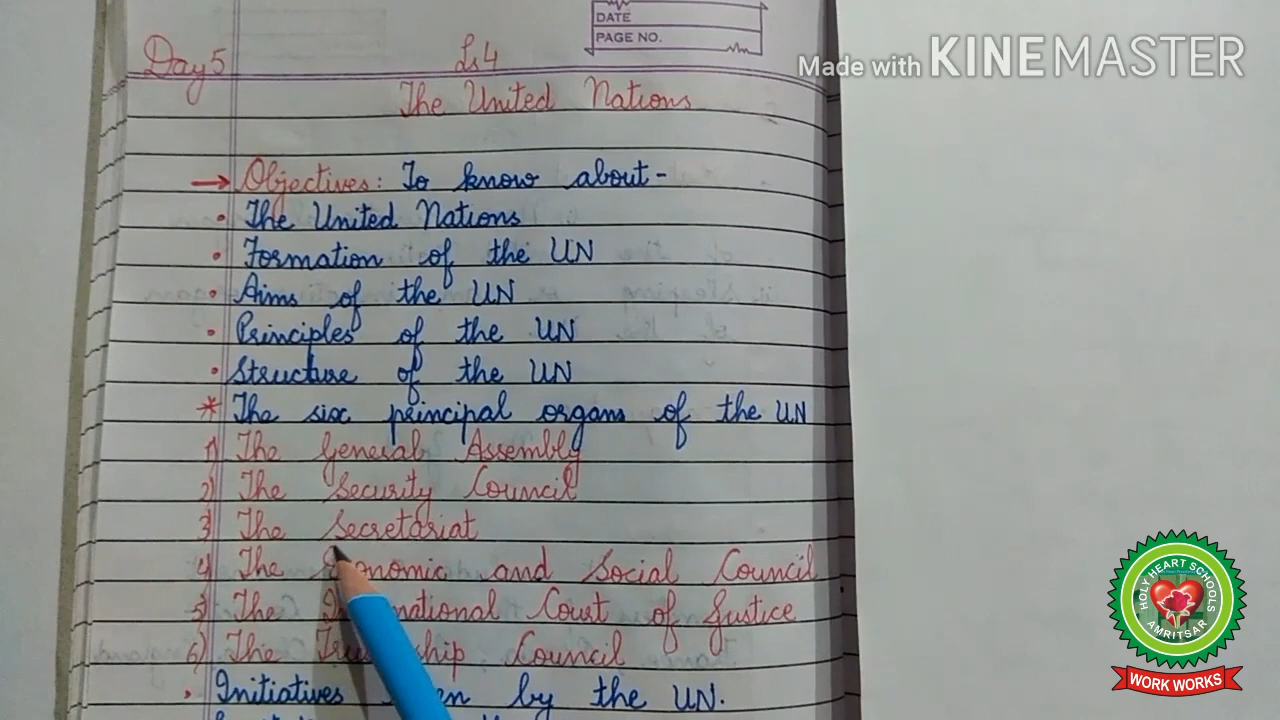 DATE
PAGE NO.
Made with KINEMASTER
Day 5 Ls 4
The United Nations
→ Objectives: To know about-
• The United Nations
• Formation of the UN
• Aims of the UN
• Principles of the UN
• Structure of the UN
* The six principal organs of the UN
1) The General Assembly
2) The Security Council
3) The Secretariat
4) The Economic and Social Council
5) The International Court of Justice
6) The Trusteeship Council
• Initiatives taken by the UN.
HOLY HEART SCHOOLS
AMRITSAR
WORK WORKS